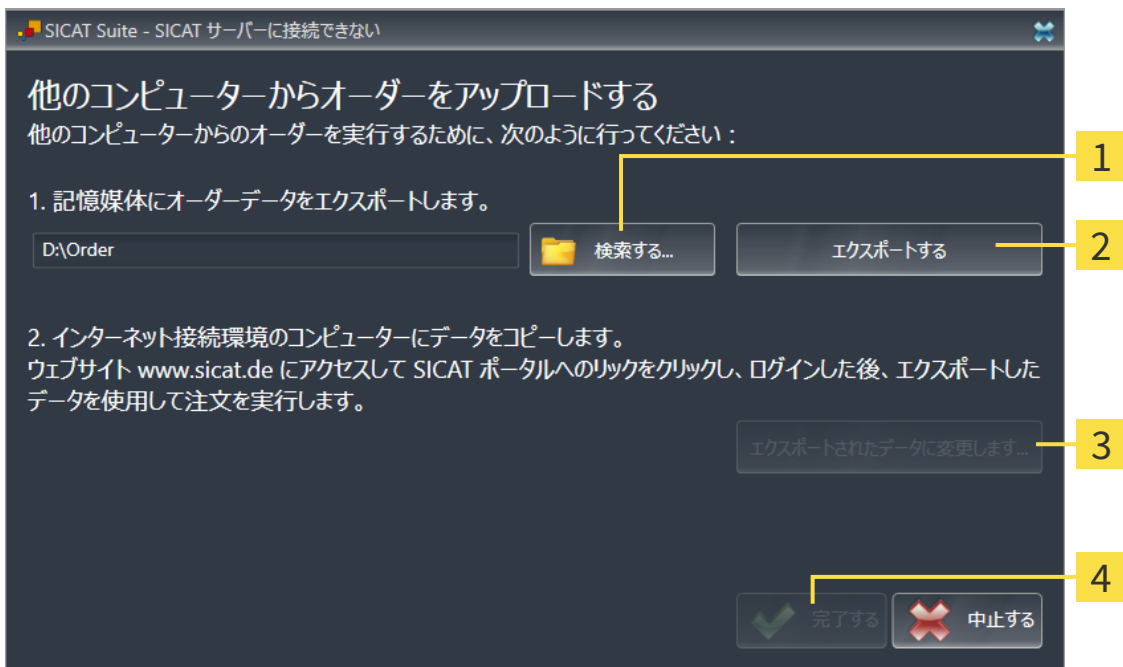 SICAT Suite - SICAT サーバーに接続できない
他のコンピューターからオーダーをアップロードする
他のコンピューターからのオーダーを実行するために、次のように行ってください：
1
1. 記憶媒体にオーダーデータをエクスポートします。
D:\Order
検索する...
エクスポートする
2
2. インターネット接続環境のコンピューターにデータをコピーします。
ウェブサイト www.sicat.de にアクセスして SICAT ポータルへのリックをクリックし、ログインした後、エクスポートした
データを使用して注文を実行します。
エクスポートされたデータに変更します...
3
4
完了する
中止する